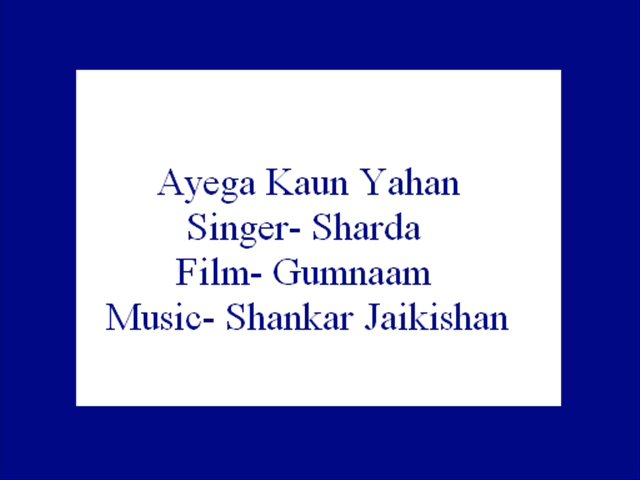 Ayega Kaun Yahan
Singer- Sharda
Film- Gumnaam
Music- Shankar Jaikishan